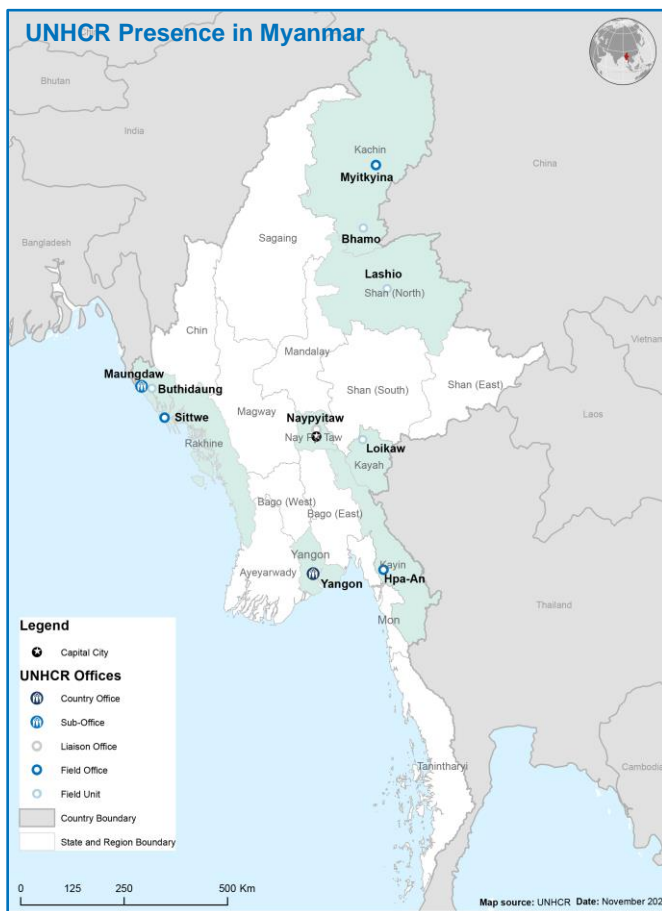 UNHCR Presence in Myanmar
Bhutan
India
China
Kachin
Myitkyina
Sagaing
Bhamo
Bangladesh
Lashio
Shan (North)
Chin
Mandalay
Vietnam
Maungdaw
Buthidaung
Shan (South)
Shan (East)
Magway
Sittwe
Naypyitaw
Laos
Rakhine
Loikaw
Kayah
Bago (West)
Bago (East)
Yangon
Kayin
Ayeyarwady
Yangon
Hpa-An
Thailand
Mon
Legend
Capital City
UNHCR Offices
Country Office
Sub-Office
Liaison Office
Field Office
Field Unit
Tanintharyi
Cambodia
Country Boundary
State and Region Boundary
0 125 250 500 Km
Map source: UNHCR Date: November